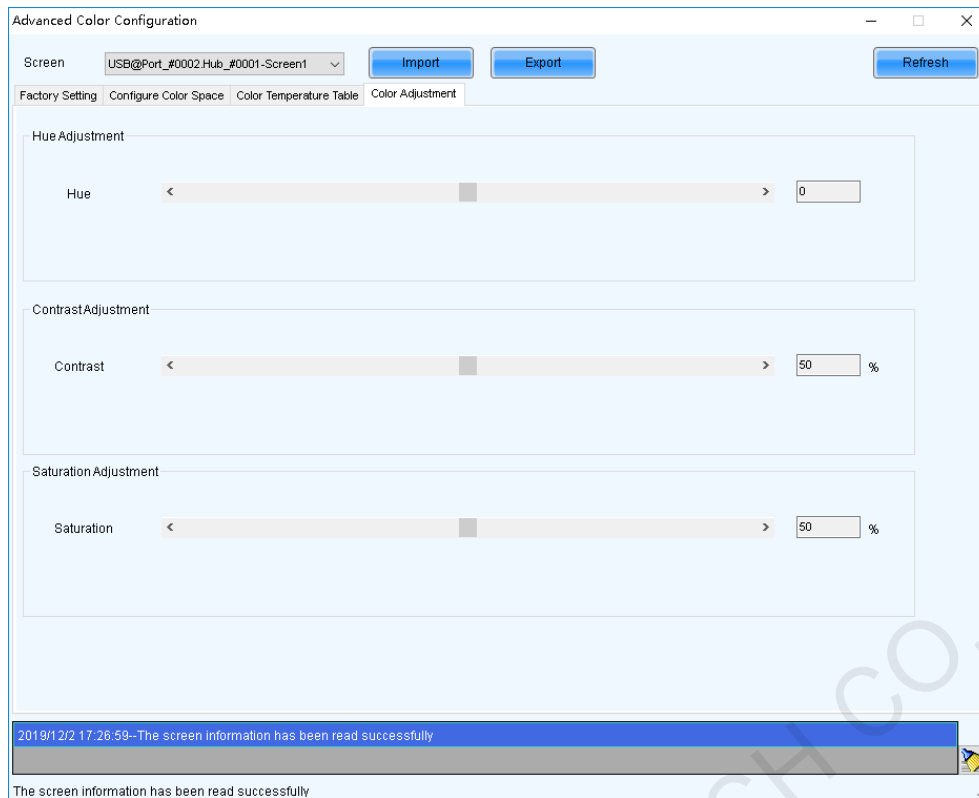 Advanced Color Configuration
Screen USB@Port_#0002.Hub_#0001-Screen1 Import Export Refresh
Factory Setting Configure Color Space Color Temperature Table Color Adjustment
Hue Adjustment
Hue 0
Contrast Adjustment
Contrast 50 %
Saturation Adjustment
Saturation 50 %
CH CO.
2019/12/2 17:26:59--The screen information has been read successfully
The screen information has been read successfully